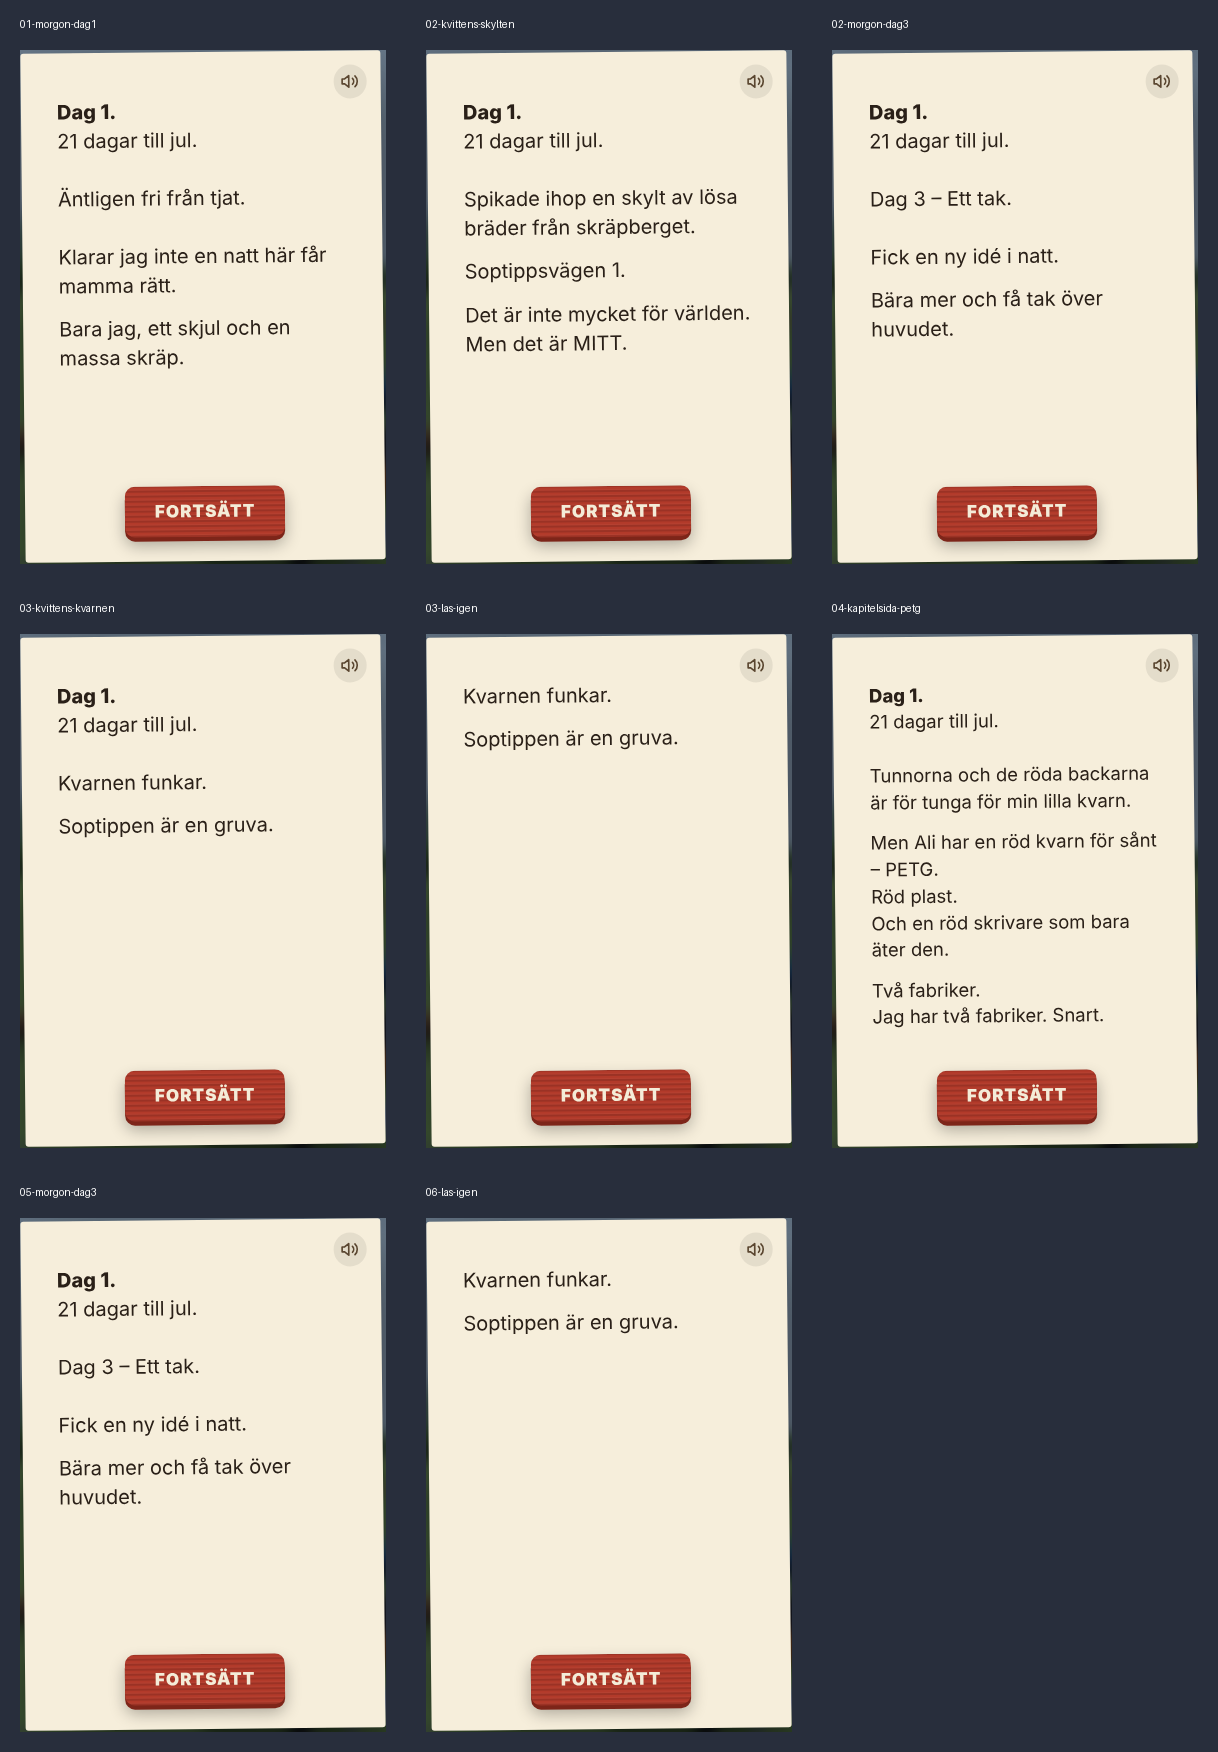 01-morgon-dag1
Dag 1.
21 dagar till jul.
Äntligen fri från tjat.
Klarar jag inte en natt här får
mamma rätt.
Bara jag, ett skjul och en
massa skräp.
FORTSÄTT
02-kvittens-skylten
Dag 1.
21 dagar till jul.
Spikade ihop en skylt av lösa
bräder från skräpberget.
Soptippsvägen 1.
Det är inte mycket för världen.
Men det är MITT.
FORTSÄTT
02-morgon-dag3
Dag 1.
21 dagar till jul.
Dag 3 – Ett tak.
Fick en ny idé i natt.
Bära mer och få tak över
huvudet.
FORTSÄTT
03-kvittens-kvarnen
Dag 1.
21 dagar till jul.
Kvarnen funkar.
Soptippen är en gruva.
FORTSÄTT
03-las-igen
Kvarnen funkar.
Soptippen är en gruva.
FORTSÄTT
04-kapitelsida-petg
Dag 1.
21 dagar till jul.
Tunnorna och de röda backarna
är för tunga för min lilla kvarn.
Men Ali har en röd kvarn för sånt
– PETG.
Röd plast.
Och en röd skrivare som bara
äter den.
Två fabriker.
Jag har två fabriker. Snart.
FORTSÄTT
05-morgon-dag3
Dag 1.
21 dagar till jul.
Dag 3 – Ett tak.
Fick en ny idé i natt.
Bära mer och få tak över
huvudet.
FORTSÄTT
06-las-igen
Kvarnen funkar.
Soptippen är en gruva.
FORTSÄTT